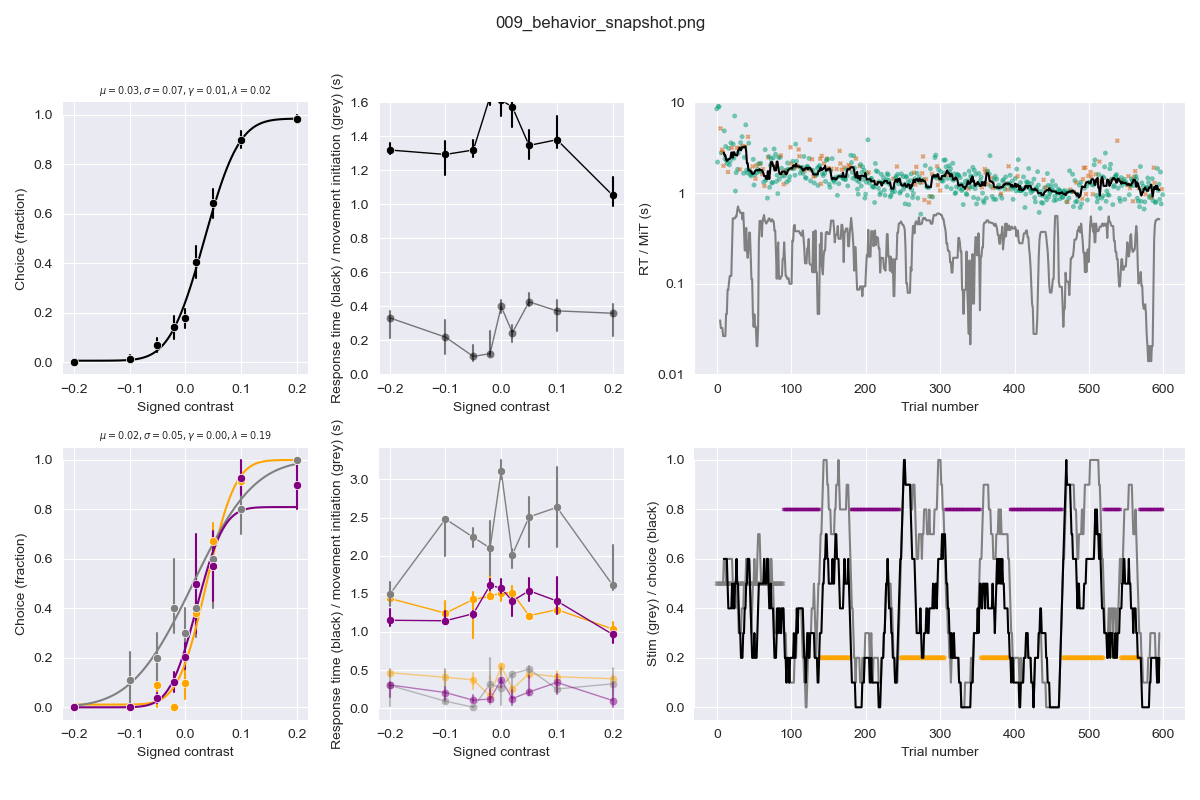 009_behavior_snapshot.png
μ = 0.03, σ = 0.07, γ = 0.01, λ = 0.02
Choice (fraction)
1.0
0.8
0.6
0.4
0.2
0.0
−0.2 −0.1 0.0 0.1 0.2
Signed contrast
Response time (black) / movement initiation (grey) (s)
1.6
1.4
1.2
1.0
0.8
0.6
0.4
0.2
0.0
−0.2 −0.1 0.0 0.1 0.2
Signed contrast
RT / MiT (s)
10
1
0.1
0.01
0 100 200 300 400 500 600
Trial number
μ = 0.02, σ = 0.05, γ = 0.00, λ = 0.19
Choice (fraction)
1.0
0.8
0.6
0.4
0.2
0.0
−0.2 −0.1 0.0 0.1 0.2
Signed contrast
Response time (black) / movement initiation (grey) (s)
3.0
2.5
2.0
1.5
1.0
0.5
0.0
−0.2 −0.1 0.0 0.1 0.2
Signed contrast
Stim (grey) / choice (black)
1.0
0.8
0.6
0.4
0.2
0.0
0 100 200 300 400 500 600
Trial number